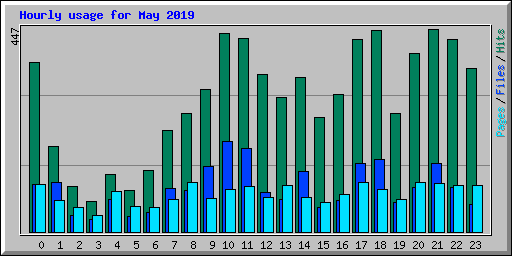 Hourly usage for May 2019
447
Pages/Files/Hits
0 1 2 3 4 5 6 7 8 9 10 11 12 13 14 15 16 17 18 19 20 21 22 23